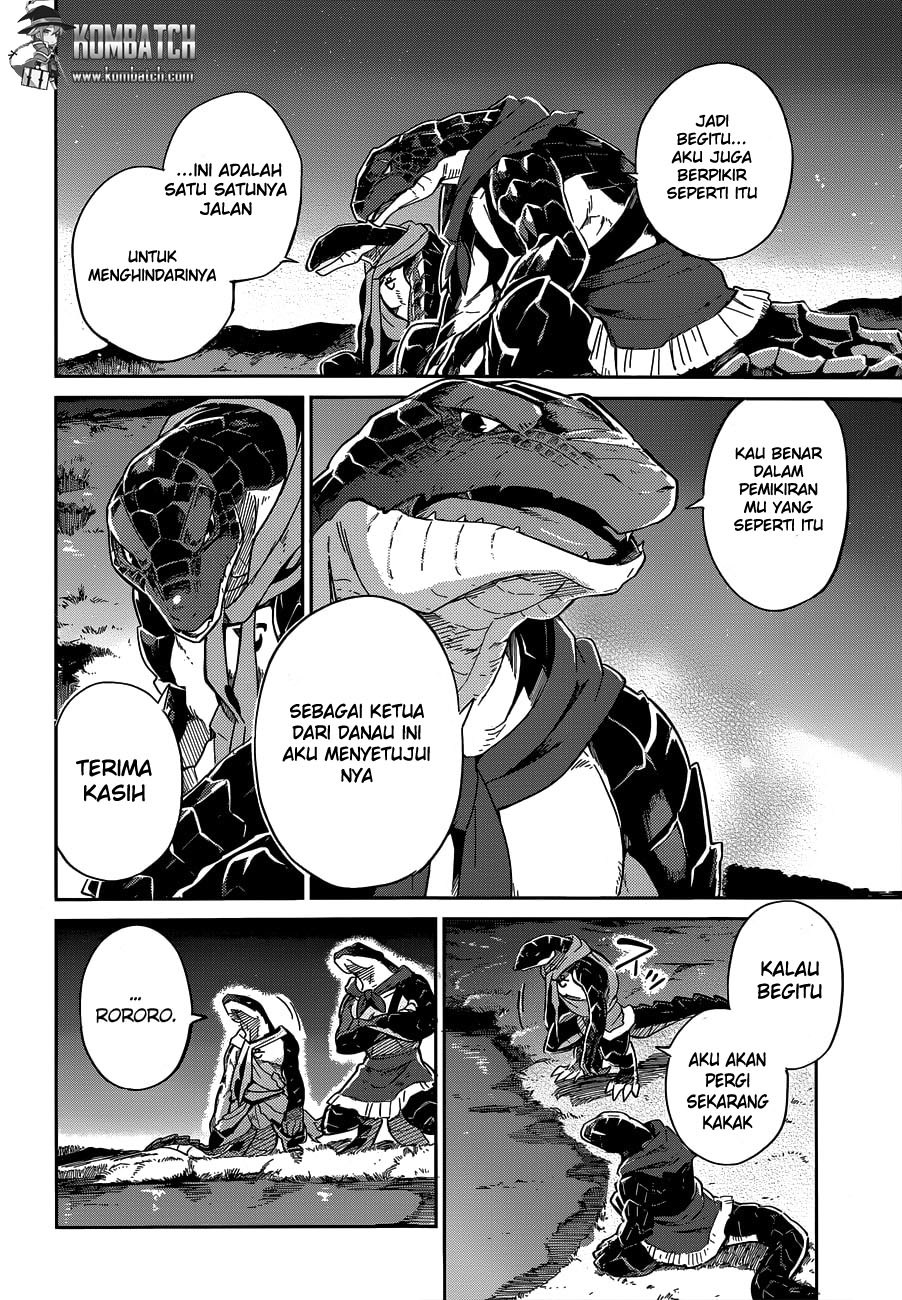 KOMBATCH
www.kombatch.com
JADI
BEGITU...
AKU JUGA
BERPIKIR
SEPERTI ITU
...INI ADALAH
SATU SATUNYA
JALAN
UNTUK
MENGHINDARINYA
KAU BENAR
DALAM
PEMIKIRAN
MU YANG
SEPERTI ITU
SEBAGAI KETUA
DARI DANAU INI
AKU MENYETUJUI
NYA
TERIMA
KASIH
KALAU
BEGITU
AKU AKAN
PERGI
SEKARANG
KAKAK
...
RORORO.